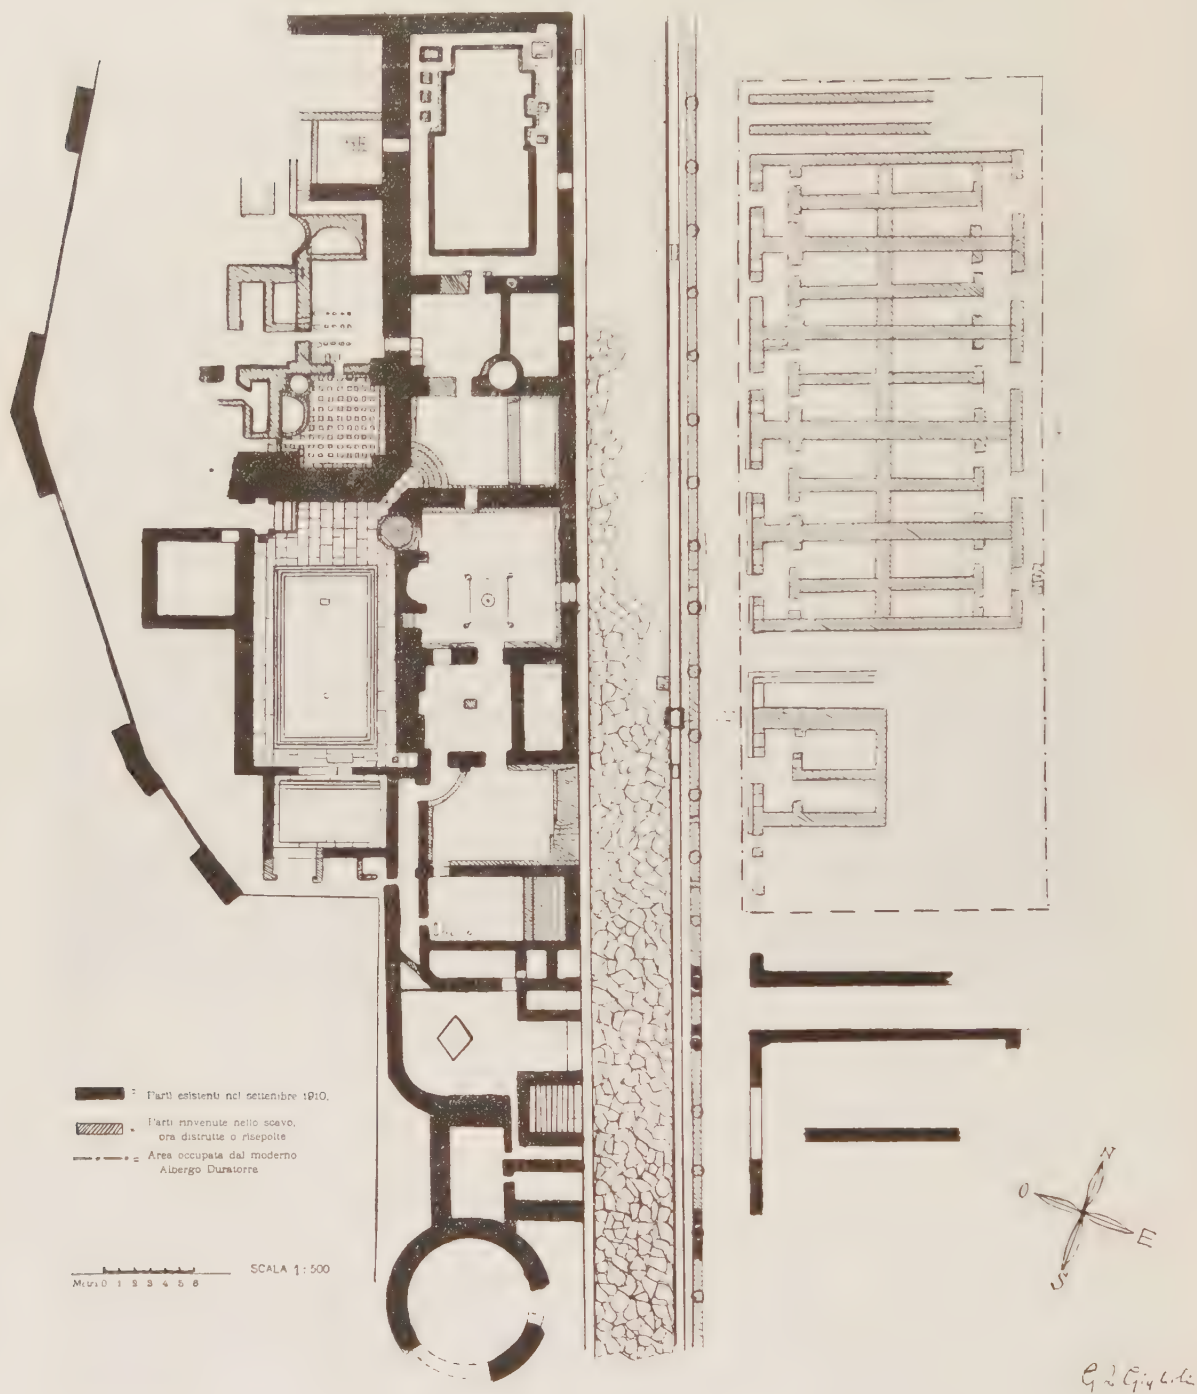 Parti esistenti nel settembre 1910.
Parti rinvenute nello scavo,
ora distrutte o risepolte
Area occupata dal moderno
Albergo Duratorre
Metri 0 1 2 3 4 5 6
SCALA 1:500
N
O
E
S